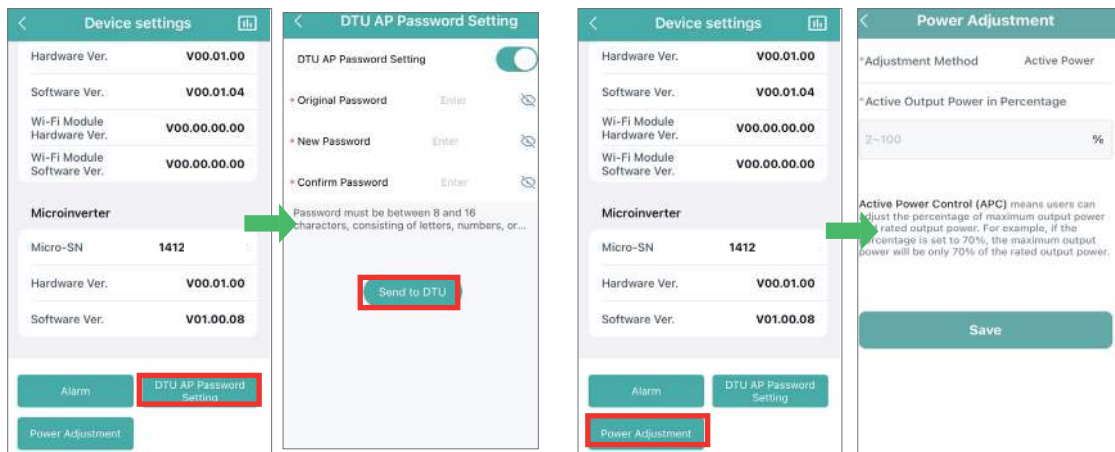 Device settings
Hardware Ver. V00.01.00
Software Ver. V00.01.04
Wi-Fi Module
Hardware Ver. V00.00.00.00
Wi-Fi Module
Software Ver. V00.00.00.00
Microinverter
Micro-SN 1412
Hardware Ver. V00.01.00
Software Ver. V01.00.08
Alarm
DTU AP Password
Setting
Power Adjustment
DTU AP Password Setting
DTU AP Password Setting
* Original Password Enter
* New Password Enter
* Confirm Password Enter
Password must be between 8 and 16
characters, consisting of letters, numbers, or...
Send to DTU
Device settings
Hardware Ver. V00.01.00
Software Ver. V00.01.04
Wi-Fi Module
Hardware Ver. V00.00.00.00
Wi-Fi Module
Software Ver. V00.00.00.00
Microinverter
Micro-SN 1412
Hardware Ver. V00.01.00
Software Ver. V01.00.08
Alarm
DTU AP Password
Setting
Power Adjustment
Power Adjustment
*Adjustment Method Active Power
*Active Output Power in Percentage
2~100 %
Active Power Control (APC) means users can
adjust the percentage of maximum output power
rated output power. For example, if the
percentage is set to 70%, the maximum output
power will be only 70% of the rated output power.
Save